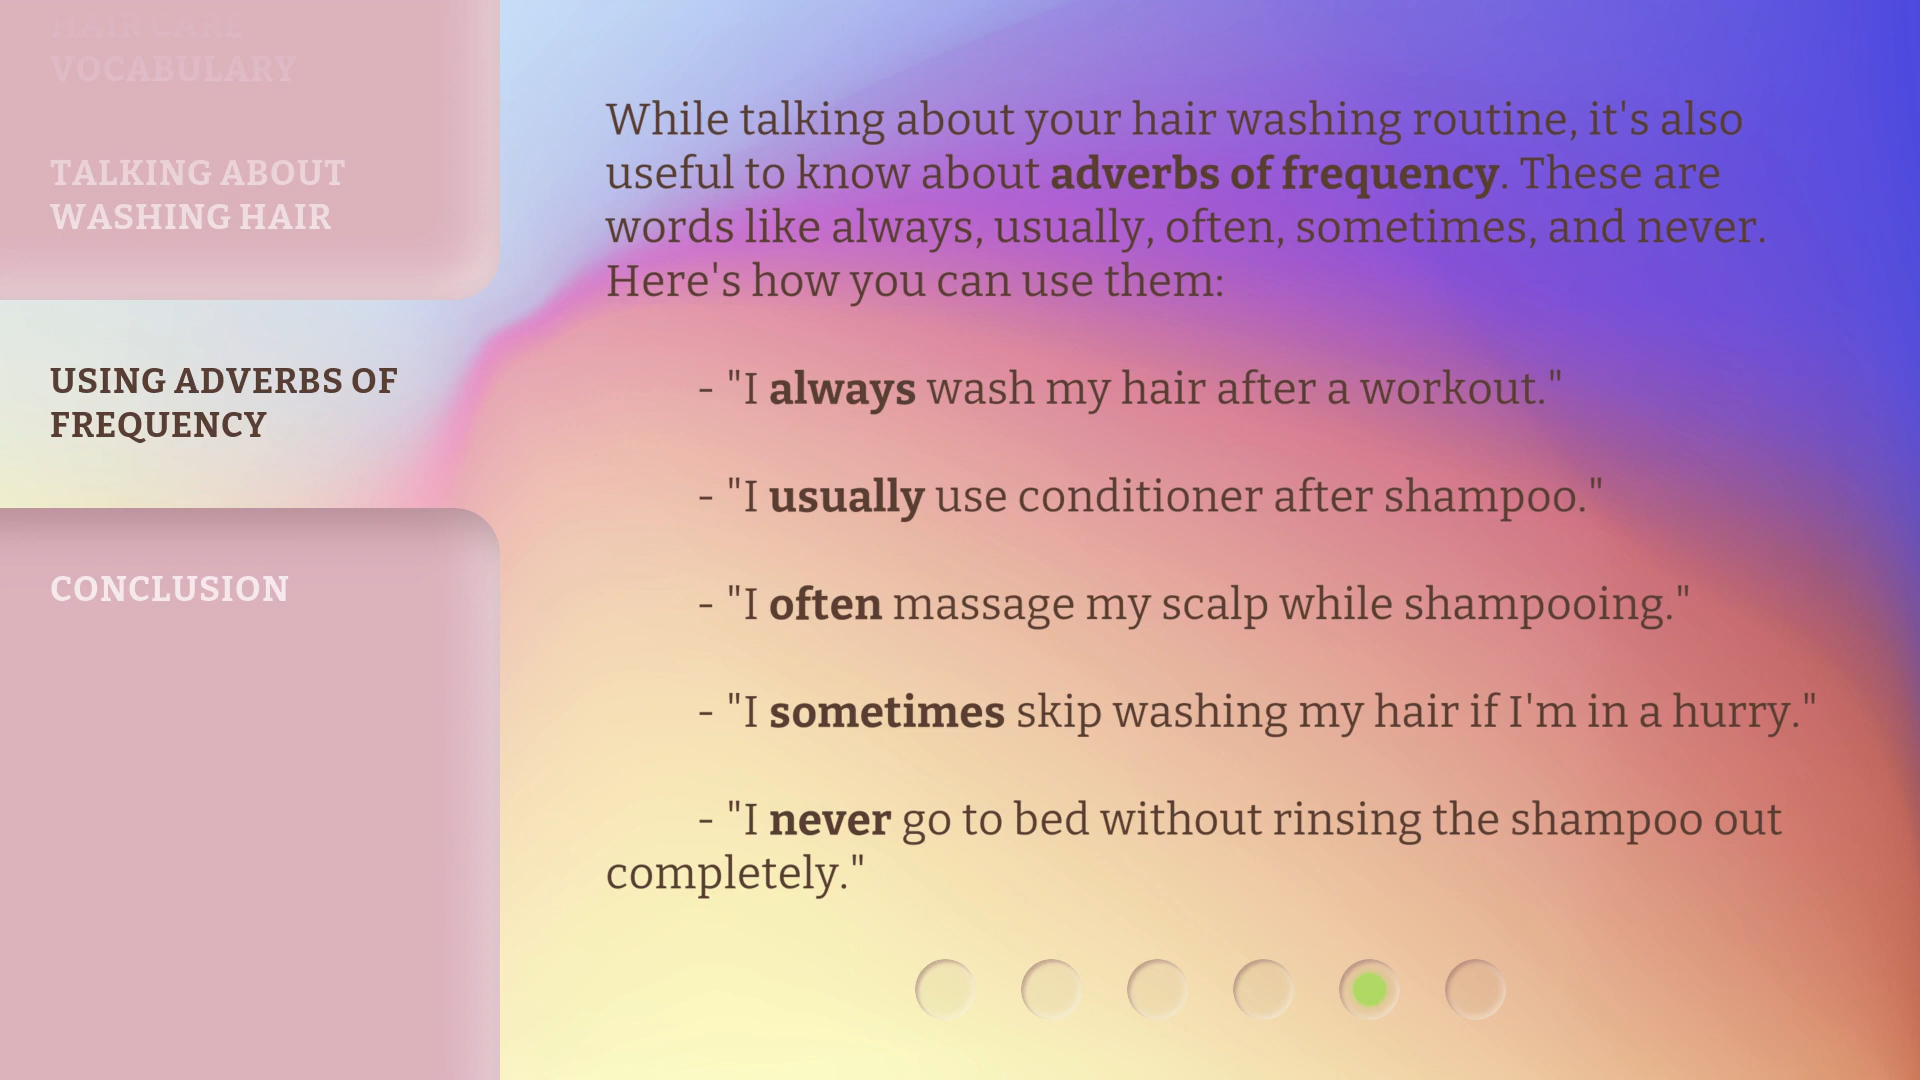 HAIR CARE
VOCABULARY
TALKING ABOUT
WASHING HAIR
USING ADVERBS OF
FREQUENCY
CONCLUSION
While talking about your hair washing routine, it's also
useful to know about adverbs of frequency. These are
words like always, usually, often, sometimes, and never.
Here's how you can use them:
- "I always wash my hair after a workout."
- "I usually use conditioner after shampoo."
- "I often massage my scalp while shampooing."
- "I sometimes skip washing my hair if I'm in a hurry."
- "I never go to bed without rinsing the shampoo out
completely."